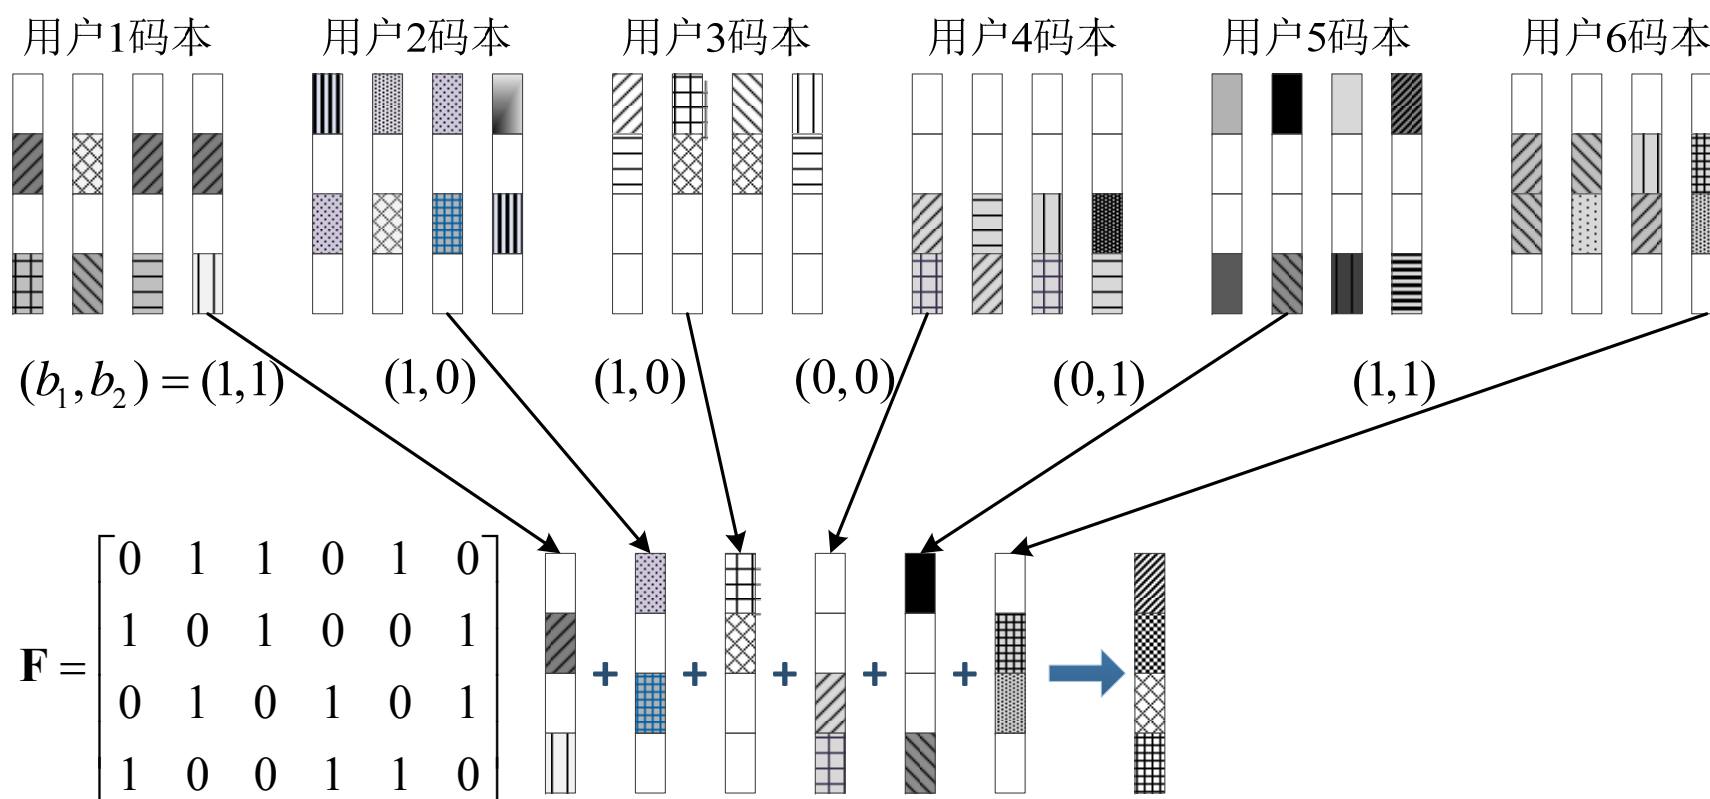 用户1码本 用户2码本 用户3码本 用户4码本 用户5码本 用户6码本
(b₁,b₂) = (1,1) (1,0) (1,0) (0,0) (0,1) (1,1)
0 1 1 0 1 0
1 0 1 0 0 1
F =
0 1 0 1 0 1
1 0 0 1 1 0
+ + + + +